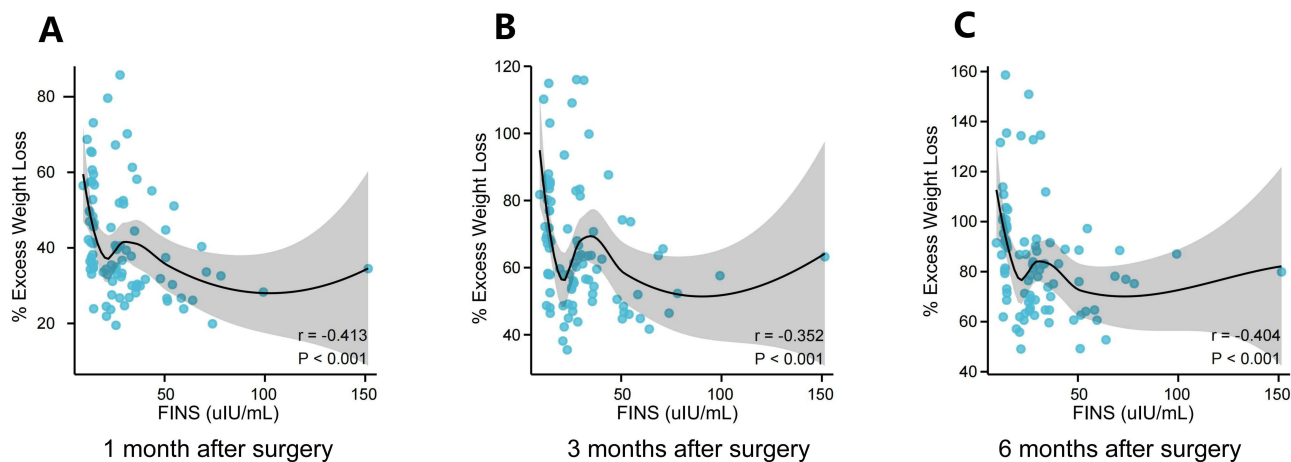 A
% Excess Weight Loss
80
60
40
20
r = -0.413
P < 0.001
50
100
150
FINS (uIU/mL)
1 month after surgery
B
% Excess Weight Loss
120
100
80
60
40
r = -0.352
P < 0.001
50
100
150
FINS (uIU/mL)
3 months after surgery
C
% Excess Weight Loss
160
140
120
100
80
60
40
r = -0.404
P < 0.001
50
100
150
FINS (uIU/mL)
6 months after surgery